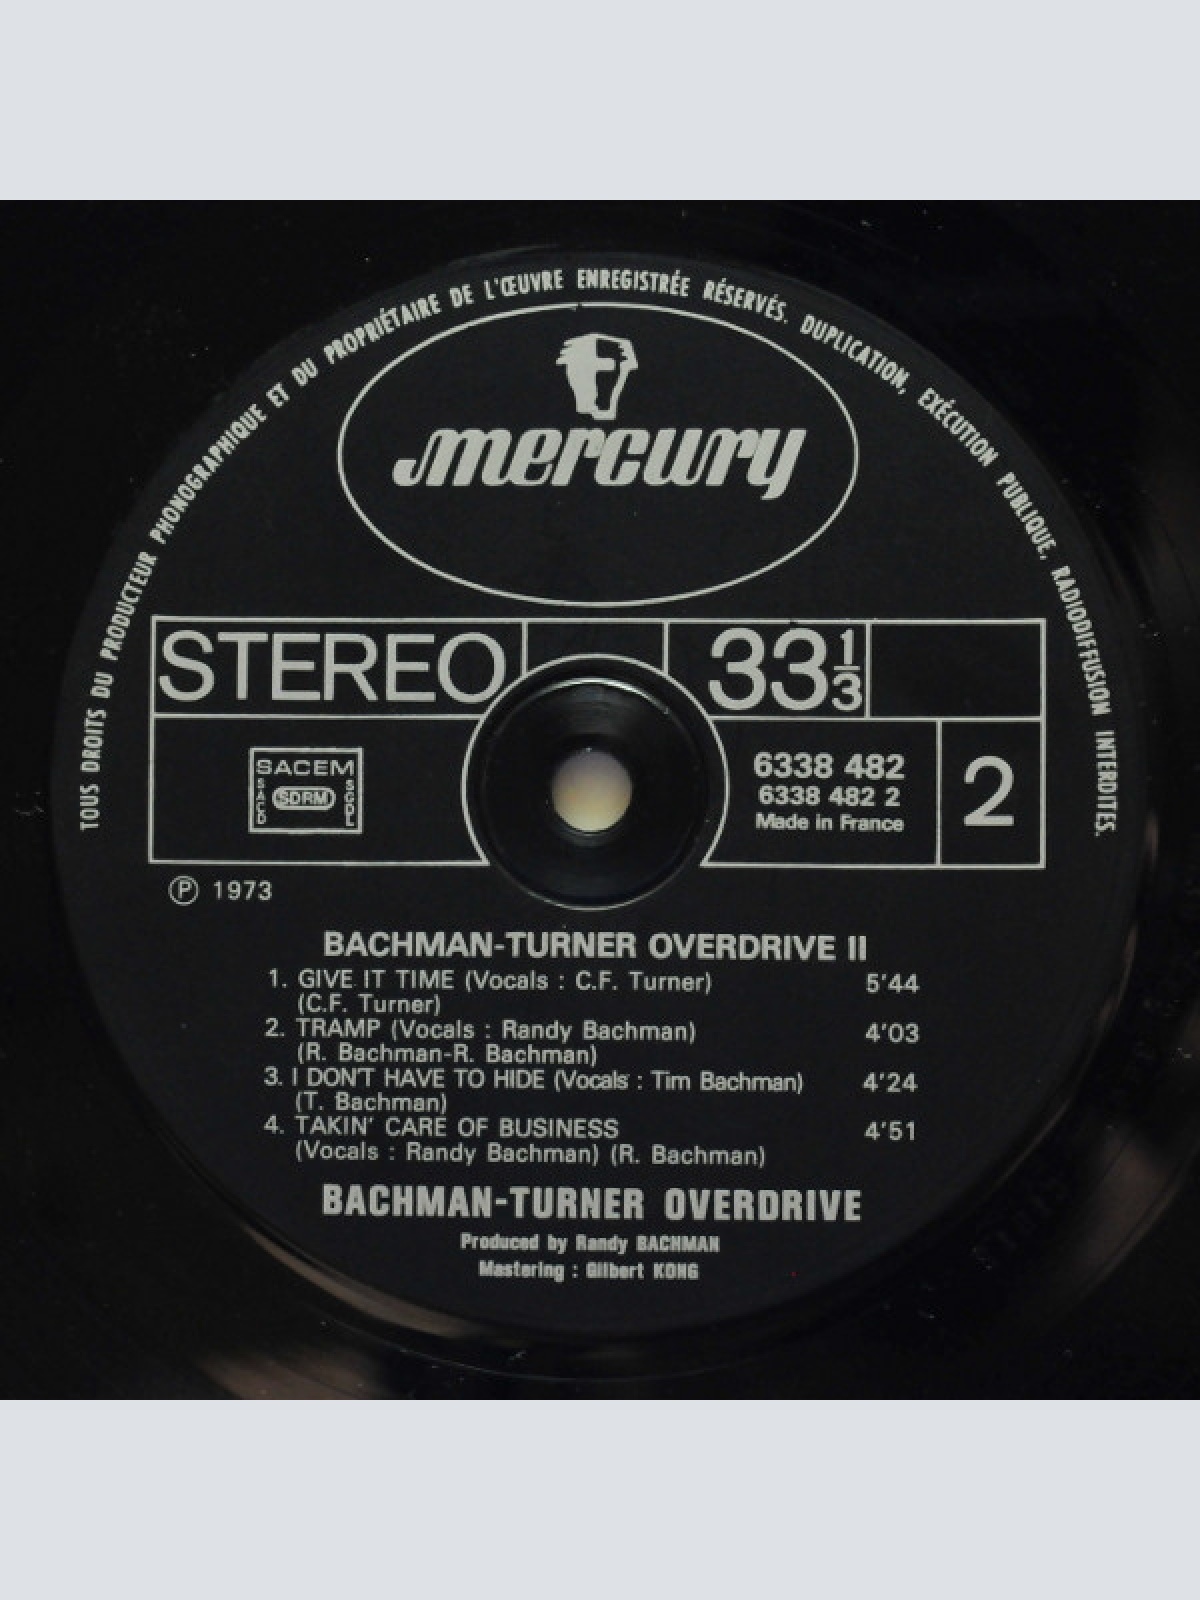 TOUS DROITS DU PRODUCTEUR PHONOGRAPHIQUE ET DU PROPRIÉTAIRE DE L'ŒUVRE ENREGISTRÉE RÉSERVÉS. DUPLICATION, EXÉCUTION PUBLIQUE, RADIODIFFUSION INTERDITES.
mercury
STEREO
33 1/3
SACEM
SACD
SDRM
SGDL
6338 482
6338 482 2
Made in France
2
Ⓟ 1973
BACHMAN-TURNER OVERDRIVE II
1. GIVE IT TIME (Vocals : C.F. Turner) 5'44
(C.F. Turner)
2. TRAMP (Vocals : Randy Bachman) 4'03
(R. Bachman-R. Bachman)
3. I DON'T HAVE TO HIDE (Vocals : Tim Bachman) 4'24
(T. Bachman)
4. TAKIN' CARE OF BUSINESS 4'51
(Vocals : Randy Bachman) (R. Bachman)
BACHMAN-TURNER OVERDRIVE
Produced by Randy BACHMAN
Mastering : Gilbert KONG